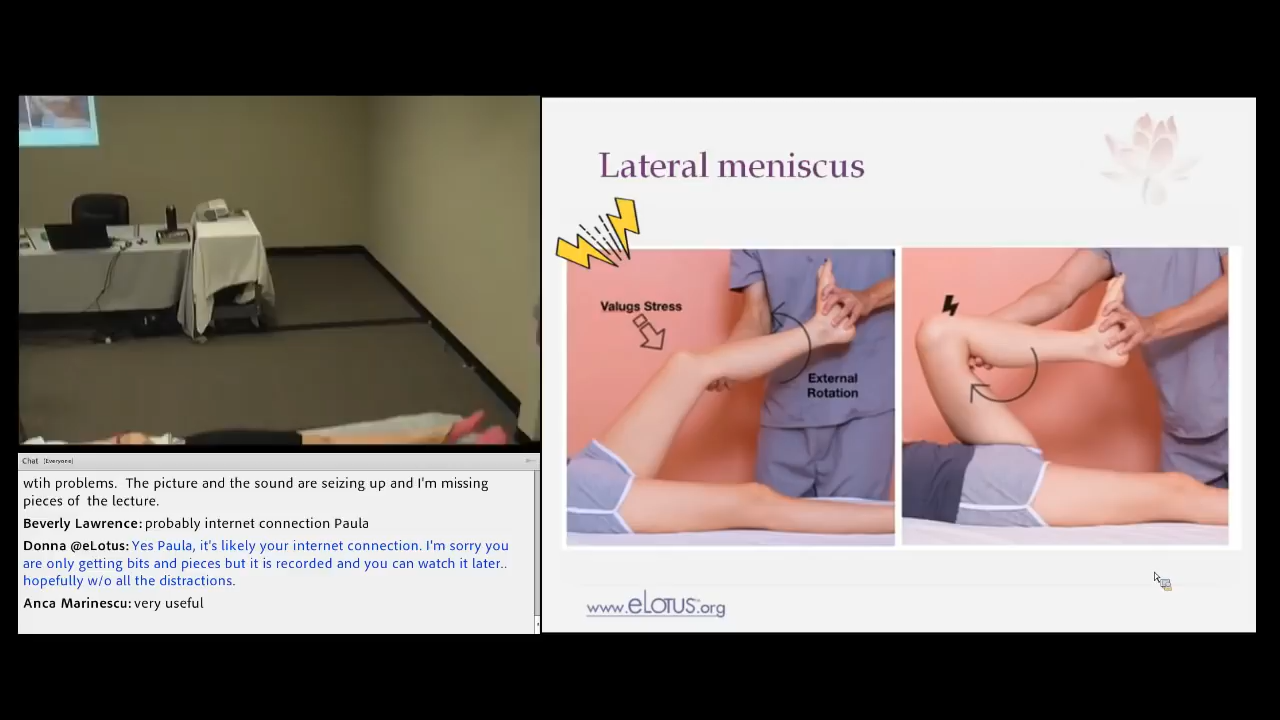 Lateral meniscus
Valugs Stress
External
Rotation
www.eLOTUS.org
Chat (Everyone)
wtih problems. The picture and the sound are seizing up and I'm missing
pieces of the lecture.
Beverly Lawrence: probably internet connection Paula
Donna @eLotus: Yes Paula, it's likely your internet connection. I'm sorry you
are only getting bits and pieces but it is recorded and you can watch it later..
hopefully w/o all the distractions.
Anca Marinescu: very useful